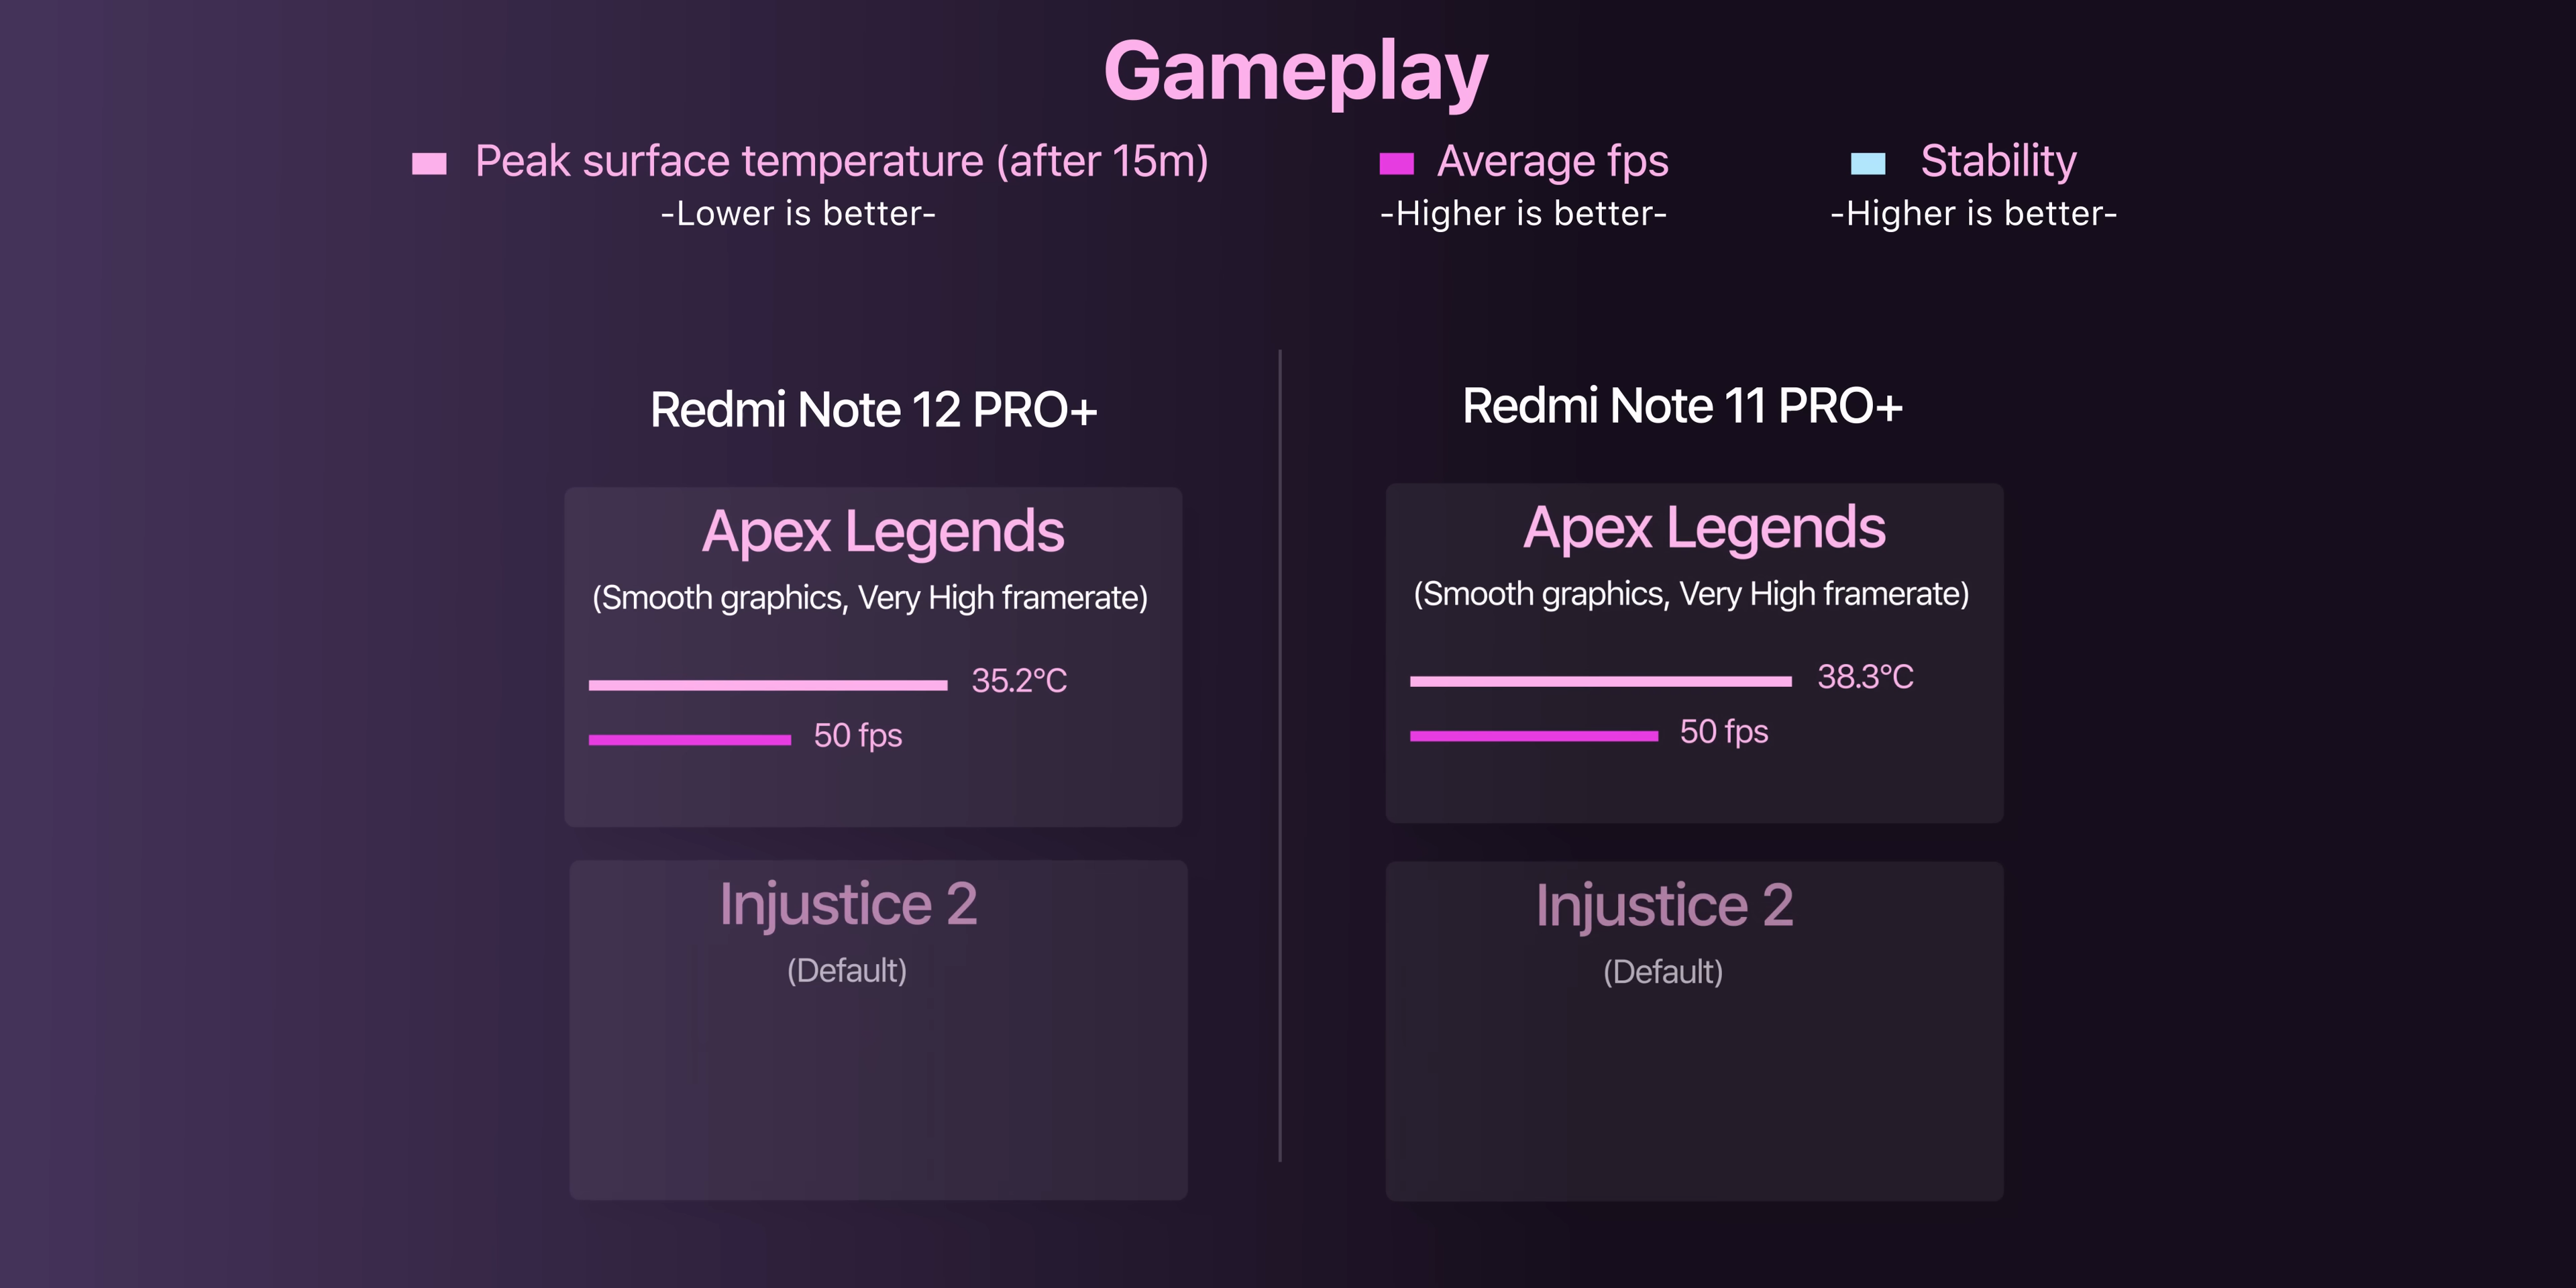 Gameplay
Peak surface temperature (after 15m)
-Lower is better-
Average fps
-Higher is better-
Stability
-Higher is better-
Redmi Note 12 PRO+
Apex Legends
(Smooth graphics, Very High framerate)
35.2°C
50 fps
Injustice 2
(Default)
Redmi Note 11 PRO+
Apex Legends
(Smooth graphics, Very High framerate)
38.3°C
50 fps
Injustice 2
(Default)